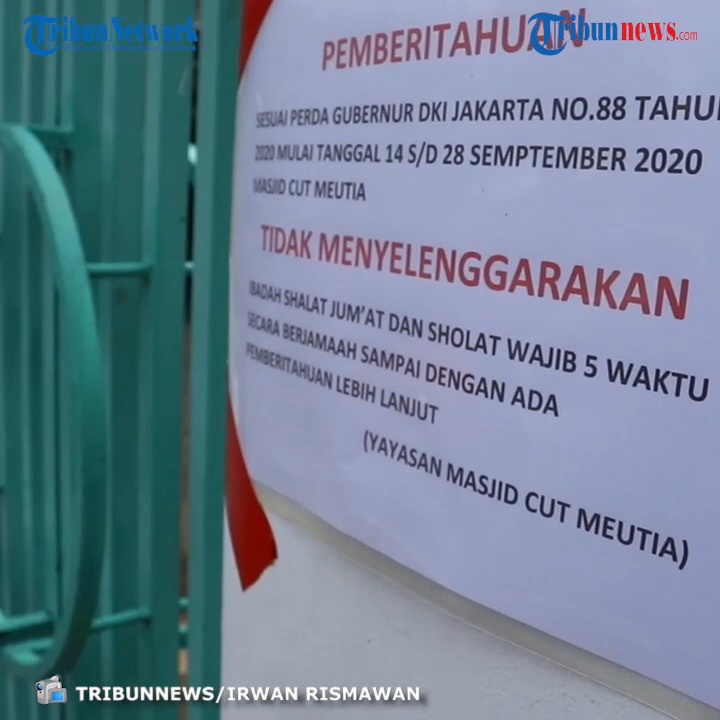 TribunNetwork
Tribunnews.com
PEMBERITAHUAN
SESUAI PERDA GUBERNUR DKI JAKARTA NO.88 TAHU
2020 MULAI TANGGAL 14 S/D 28 SEMPTEMBER 2020
MASJID CUT MEUTIA
TIDAK MENYELENGGARAKAN
IBADAH SHALAT JUM'AT DAN SHOLAT WAJIB 5 WAKTU
SECARA BERJAMAAH SAMPAI DENGAN ADA
PEMBERITAHUAN LEBIH LANJUT
(YAYASAN MASJID CUT MEUTIA)
TRIBUNNEWS/IRWAN RISMAWAN